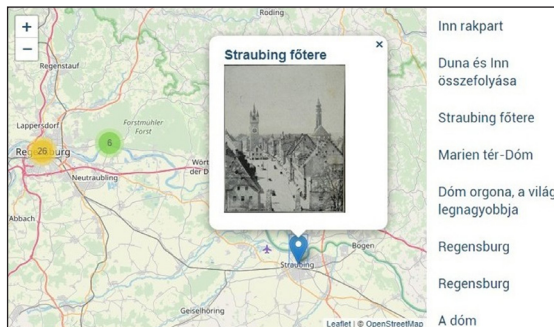 Roding
+
−
Regenstauf
Lappersdorf
Regensburg
26
6
Forstmuhler
Forst
Neutraubling
Wört
der D
Abbach
Straubing főtere
×
Straubing
Bogen
Geiselhöring
Leaflet | © OpenStreetMap
Inn rakpart
Duna és Inn
összefolyása
Straubing főtere
Marien tér-Dóm
Dóm orgona, a világ
legnagyobbja
Regensburg
Regensburg
A dóm